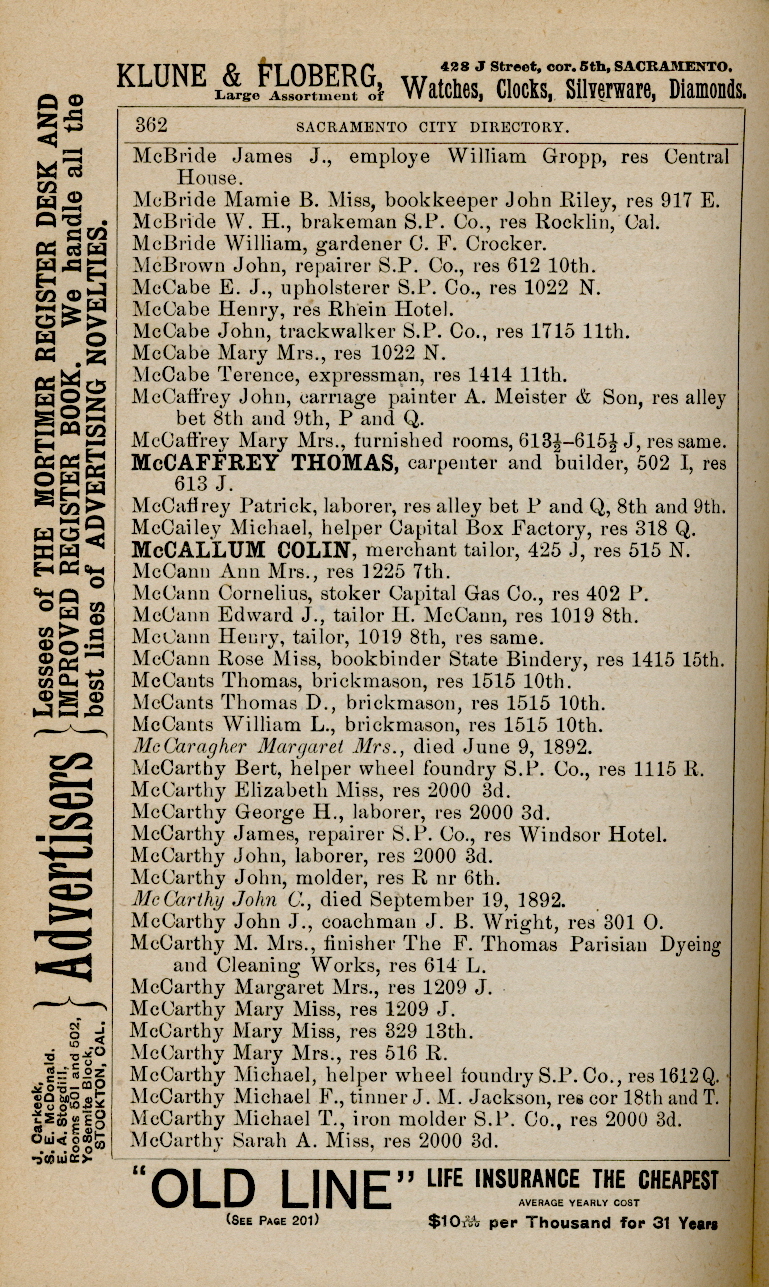 KLUNE & FLOBERG,
Large Assortment of
428 J Street, cor. 5th, SACRAMENTO.
Watches, Clocks, Silverware, Diamonds.
362 SACRAMENTO CITY DIRECTORY.
McBride James J., employe William Gropp, res Central
House.
McBride Mamie B. Miss, bookkeeper John Riley, res 917 E.
McBride W. H., brakeman S.P. Co., res Rocklin, Cal.
McBride William, gardener C. F. Crocker.
McBrown John, repairer S.P. Co., res 612 10th.
McCabe E. J., upholsterer S.P. Co., res 1022 N.
McCabe Henry, res Rhein Hotel.
McCabe John, trackwalker S.P. Co., res 1715 11th.
McCabe Mary Mrs., res 1022 N.
McCabe Terence, expressman, res 1414 11th.
McCaffrey John, carriage painter A. Meister & Son, res alley
bet 8th and 9th, P and Q.
McCaffrey Mary Mrs., furnished rooms, 613½–615½ J, res same.
McCAFFREY THOMAS, carpenter and builder, 502 I, res
613 J.
McCaffrey Patrick, laborer, res alley bet P and Q, 8th and 9th.
McCailey Michael, helper Capital Box Factory, res 318 Q.
McCALLUM COLIN, merchant tailor, 425 J, res 515 N.
McCann Ann Mrs., res 1225 7th.
McCann Cornelius, stoker Capital Gas Co., res 402 P.
McCann Edward J., tailor H. McCann, res 1019 8th.
McCann Henry, tailor, 1019 8th, res same.
McCann Rose Miss, bookbinder State Bindery, res 1415 15th.
McCants Thomas, brickmason, res 1515 10th.
McCants Thomas D., brickmason, res 1515 10th.
McCants William L., brickmason, res 1515 10th.
McCaragher Margaret Mrs., died June 9, 1892.
McCarthy Bert, helper wheel foundry S.P. Co., res 1115 R.
McCarthy Elizabeth Miss, res 2000 3d.
McCarthy George H., laborer, res 2000 3d.
McCarthy James, repairer S.P. Co., res Windsor Hotel.
McCarthy John, laborer, res 2000 3d.
McCarthy John, molder, res R nr 6th.
McCarthy John C., died September 19, 1892.
McCarthy John J., coachman J. B. Wright, res 301 O.
McCarthy M. Mrs., finisher The F. Thomas Parisian Dyeing
and Cleaning Works, res 614 L.
McCarthy Margaret Mrs., res 1209 J.
McCarthy Mary Miss, res 1209 J.
McCarthy Mary Miss, res 329 13th.
McCarthy Mary Mrs., res 516 R.
McCarthy Michael, helper wheel foundry S.P. Co., res 1612 Q.
McCarthy Michael F., tinner J. M. Jackson, res cor 18th and T.
McCarthy Michael T., iron molder S.P. Co., res 2000 3d.
McCarthy Sarah A. Miss, res 2000 3d.
"OLD LINE"
(SEE PAGE 201)
LIFE INSURANCE THE CHEAPEST
AVERAGE YEARLY COST
per Thousand for 31 Years
J. Carkeek,
S. E. McDonald.
E. A. Stogdill,
Rooms 501 and 502,
Yo Semite Block,
STOCKTON, CAL.
Advertisers
Lessees of THE MORTIMER REGISTER DESK AND
IMPROVED REGISTER BOOK. We handle all the
best lines of ADVERTISING NOVELTIES.